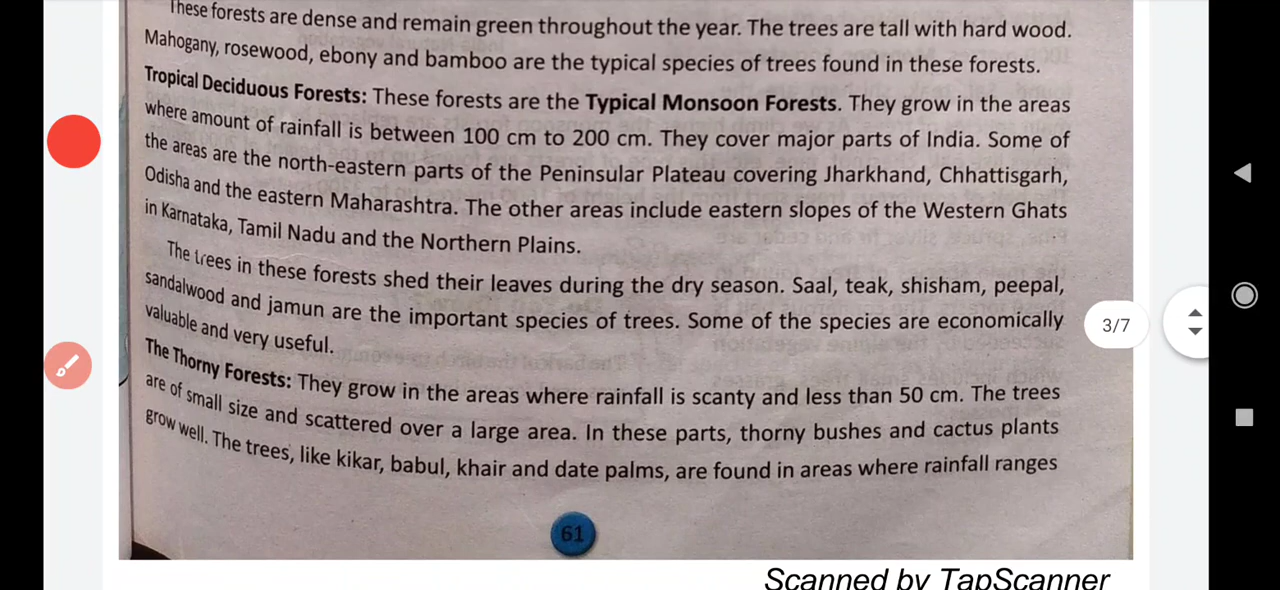 These forests are dense and remain green throughout the year. The trees are tall with hard wood.
Mahogany, rosewood, ebony and bamboo are the typical species of trees found in these forests.
Tropical Deciduous Forests: These forests are the Typical Monsoon Forests. They grow in the areas
where amount of rainfall is between 100 cm to 200 cm. They cover major parts of India. Some of
the areas are the north-eastern parts of the Peninsular Plateau covering Jharkhand, Chhattisgarh,
Odisha and the eastern Maharashtra. The other areas include eastern slopes of the Western Ghats
in Karnataka, Tamil Nadu and the Northern Plains.
The trees in these forests shed their leaves during the dry season. Saal, teak, shisham, peepal,
sandalwood and jamun are the important species of trees. Some of the species are economically
valuable and very useful.
The Thorny Forests: They grow in the areas where rainfall is scanty and less than 50 cm. The trees
are of small size and scattered over a large area. In these parts, thorny bushes and cactus plants
grow well. The trees, like kikar, babul, khair and date palms, are found in areas where rainfall ranges
61
3/7
Scanned by TapScanner